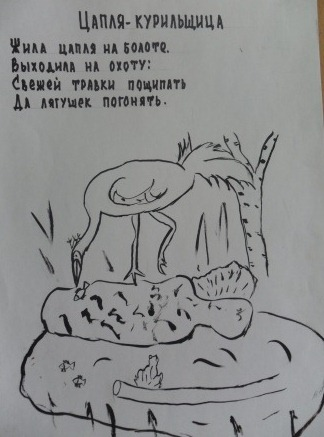 Цапля-курильщица
Жила цапля на болоте.
Выходила на охоту:
Свежей травки пощипать
Да лягушек погонять.